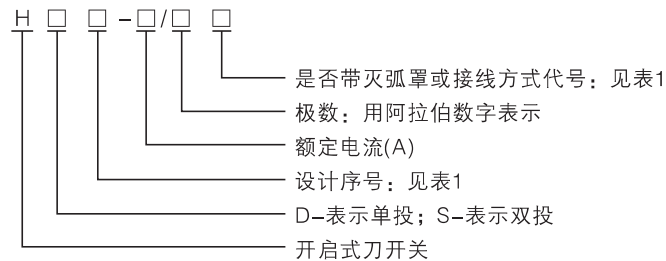 H□□-□/□□
是否带灭弧罩或接线方式代号：见表1
极数：用阿拉伯数字表示
额定电流(A)
设计序号：见表1
D-表示单投；S-表示双投
开启式刀开关